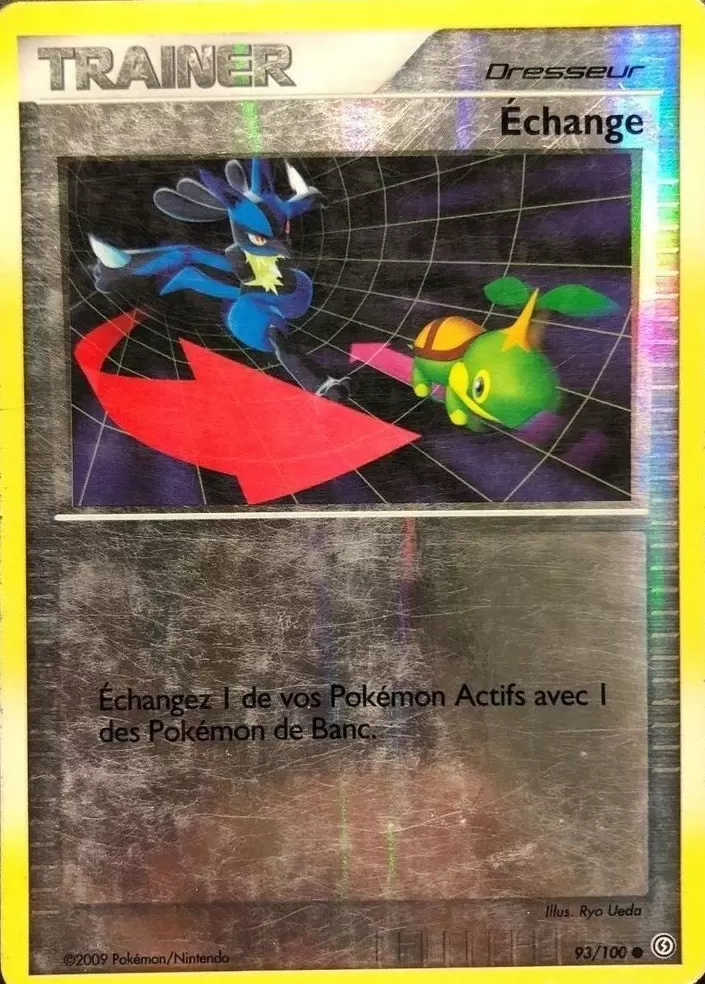 TRAINER
Dresseur
Échange
Échangez 1 de vos Pokémon Actifs avec 1
des Pokémon de Banc.
Illus. Ryo Ueda
©2009 Pokémon/Nintendo
93/100